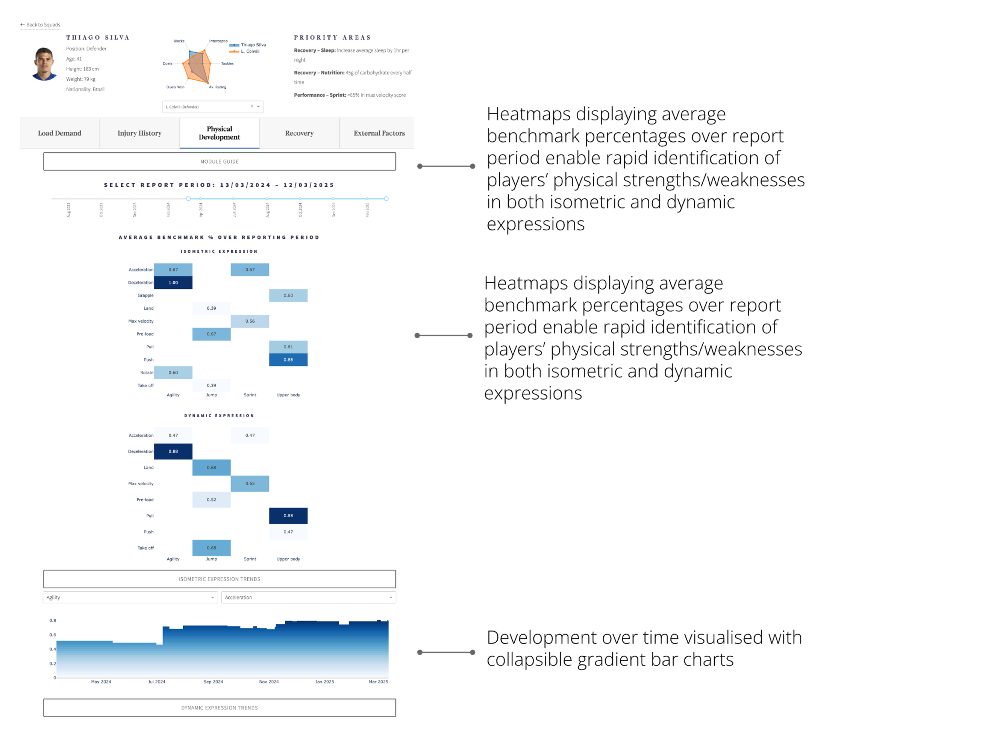 ← Back to Squads
THIAGO SILVA
Position: Defender
Age: 41
Height: 183 cm
Weight: 79 kg
Nationality: Brazil
Blocks
Interceptio
Duels
Tackles
Duels Won
Av. Rating
Thiago Silva
L. Colwill
L. Colwill (Defender)
PRIORITY AREAS
Recovery – Sleep: Increase average sleep by 1hr per
night
Recovery – Nutrition: 45g of carbohydrate every half
time
Performance – Sprint: >65% in max velocity score
Load Demand
Injury History
Physical
Development
Recovery
External Factors
MODULE GUIDE
SELECT REPORT PERIOD: 13/03/2024 – 12/03/2025
Aug 2023
Oct 2023
Dec 2023
Feb 2024
Apr 2024
Jun 2024
Aug 2024
Oct 2024
Dec 2024
Feb 2025
AVERAGE BENCHMARK % OVER REPORTING PERIOD
ISOMETRIC EXPRESSION
Acceleration 0.67 0.67
Deceleration 1.00
Grapple 0.60
Land 0.39
Max velocity 0.56
Pre-load 0.67
Pull 0.61
Push 0.86
Rotate 0.60
Take off 0.39
Agility Jump Sprint Upper body
DYNAMIC EXPRESSION
Acceleration 0.47 0.47
Deceleration 0.88
Land 0.68
Max velocity 0.65
Pre-load 0.52
Pull 0.88
Push 0.47
Take off 0.68
Agility Jump Sprint Upper body
ISOMETRIC EXPRESSION TRENDS
Agility
Acceleration
0.8
0.6
0.4
0.2
0
May 2024 Jul 2024 Sep 2024 Nov 2024 Jan 2025 Mar 2025
DYNAMIC EXPRESSION TRENDS
Heatmaps displaying average
benchmark percentages over report
period enable rapid identification of
players’ physical strengths/weaknesses
in both isometric and dynamic
expressions
Heatmaps displaying average
benchmark percentages over report
period enable rapid identification of
players’ physical strengths/weaknesses
in both isometric and dynamic
expressions
Development over time visualised with
collapsible gradient bar charts